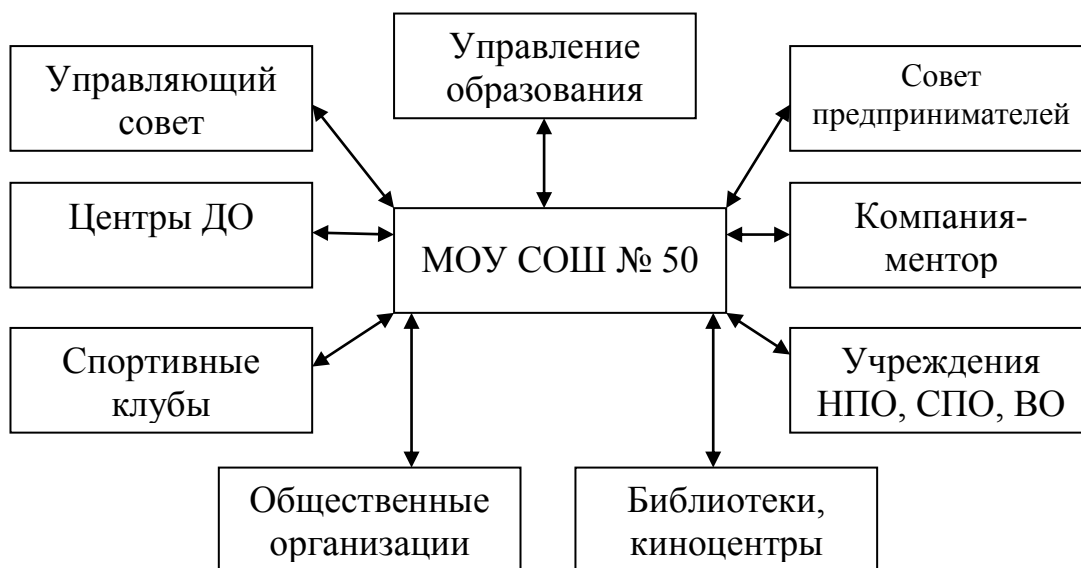 Управление
образования
Управляющий
совет
Совет
предпринимателей
Центры ДО
МОУ СОШ № 50
Компания-
ментор
Спортивные
клубы
Учреждения
НПО, СПО, ВО
Общественные
организации
Библиотеки,
киноцентры